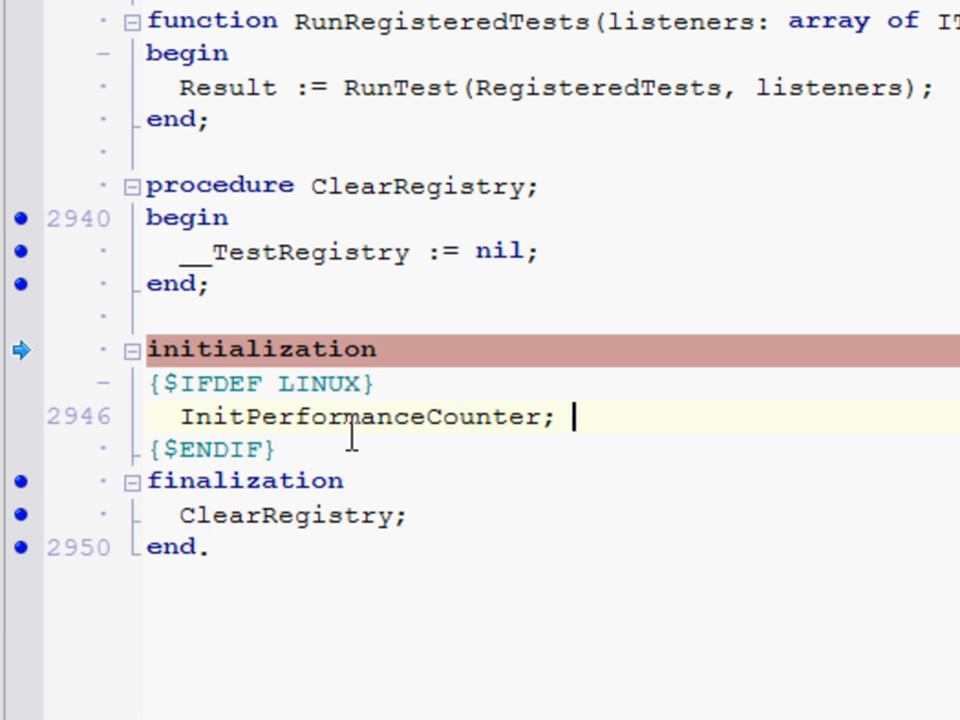 function RunRegisteredTests(listeners: array of IT
begin
Result := RunTest(RegisteredTests, listeners);
end;
procedure ClearRegistry;
2940 begin
__TestRegistry := nil;
end;
initialization
{$IFDEF LINUX}
2946 InitPerformanceCounter;
{$ENDIF}
finalization
ClearRegistry;
2950 end.